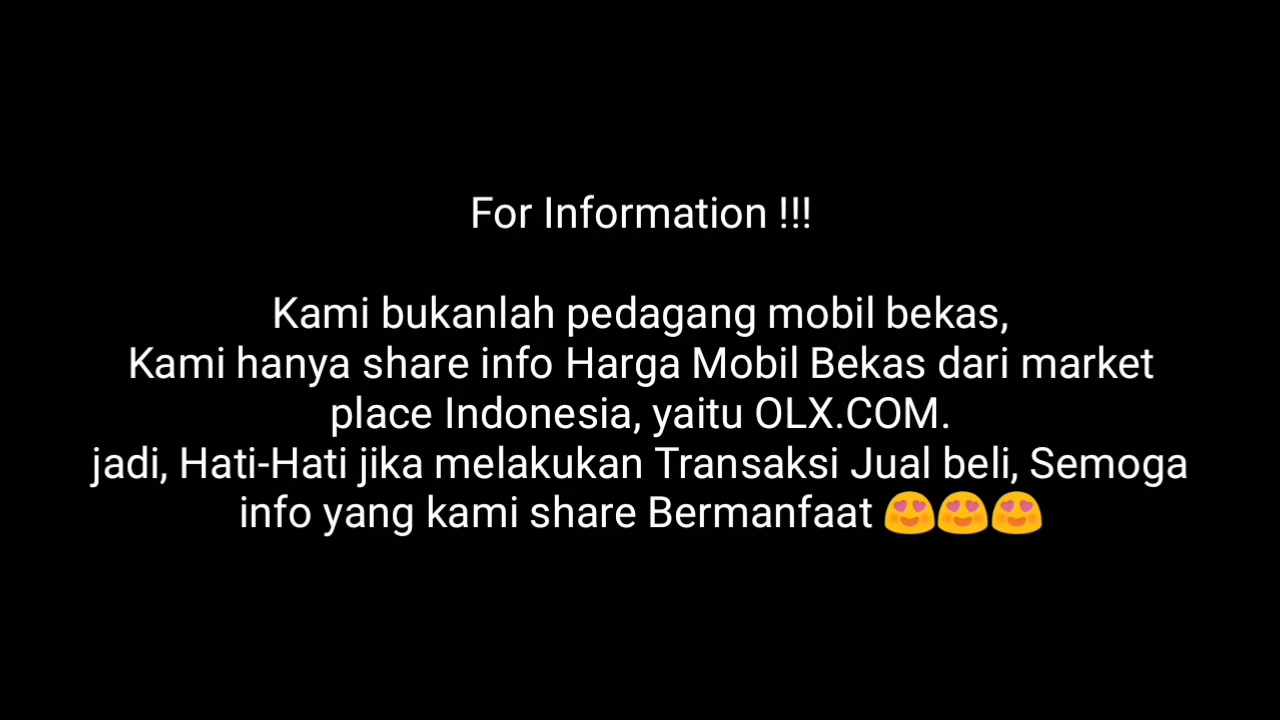 For Information !!!
Kami bukanlah pedagang mobil bekas,
Kami hanya share info Harga Mobil Bekas dari market
place Indonesia, yaitu OLX.COM.
jadi, Hati-Hati jika melakukan Transaksi Jual beli, Semoga
info yang kami share Bermanfaat 😍😍😍